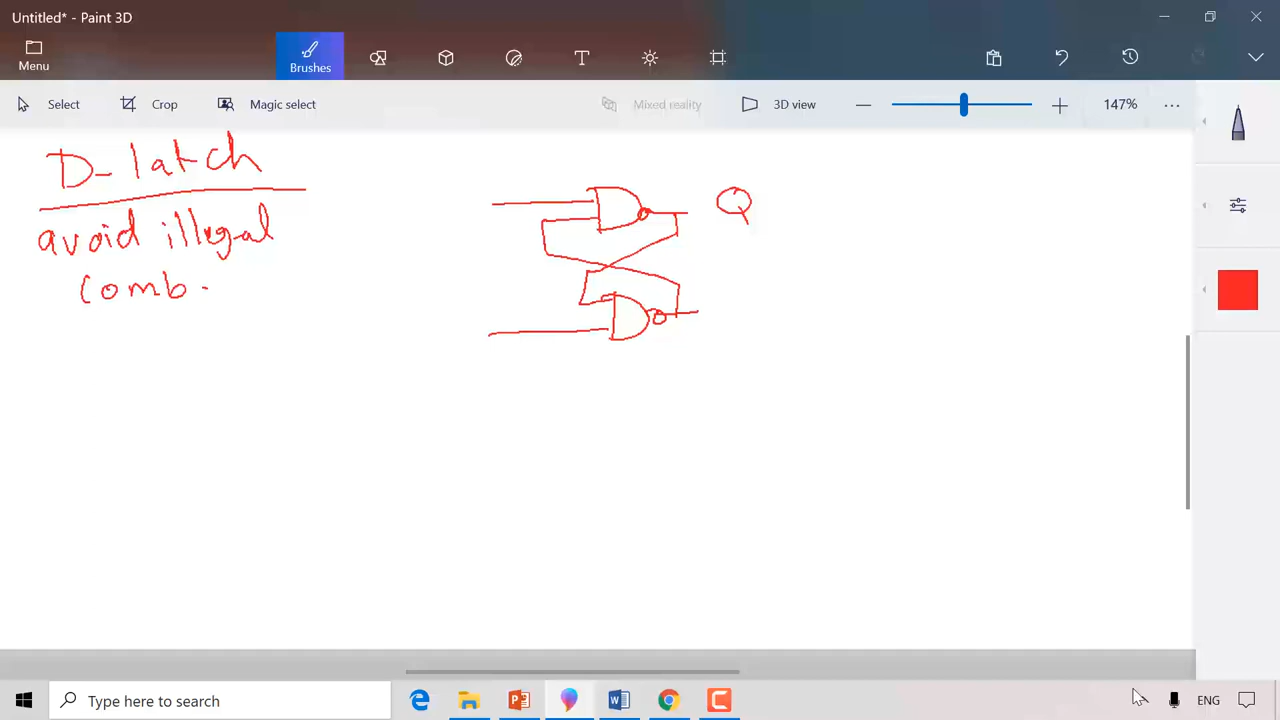 Untitled* - Paint 3D
Menu
Brushes
Select
Crop
Magic select
Mixed reality
3D view
147%
D-latch
avoid illegal
Comb.
Q
Type here to search
ENG